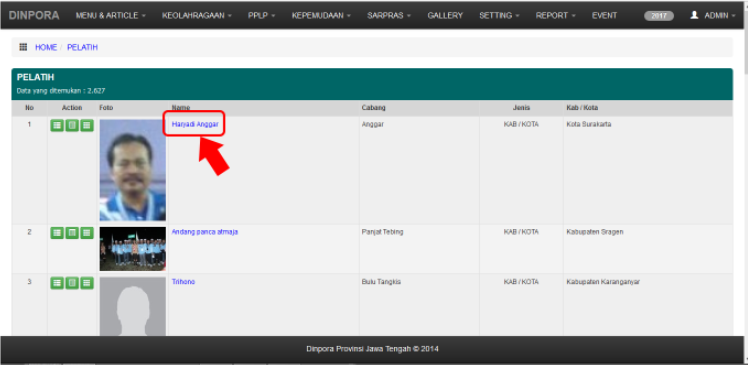 DINPORA MENU & ARTICLE KEOLAHRAGAAN PPLP KEPEMUDAAN SARPRAS GALLERY SETTING REPORT EVENT 2017 ADMIN
HOME / PELATIH
PELATIH
Data yang ditemukan : 2.627
No Action Foto Name Cabang Jenis Kab / Kota
1 Haryadi Anggar Anggar KAB / KOTA Kota Surakarta
2 Andang panca atmaja Panjat Tebing KAB / KOTA Kabupaten Sragen
3 Trihono Bulu Tangkis KAB / KOTA Kabupaten Karanganyar
Dinpora Provinsi Jawa Tengah © 2014